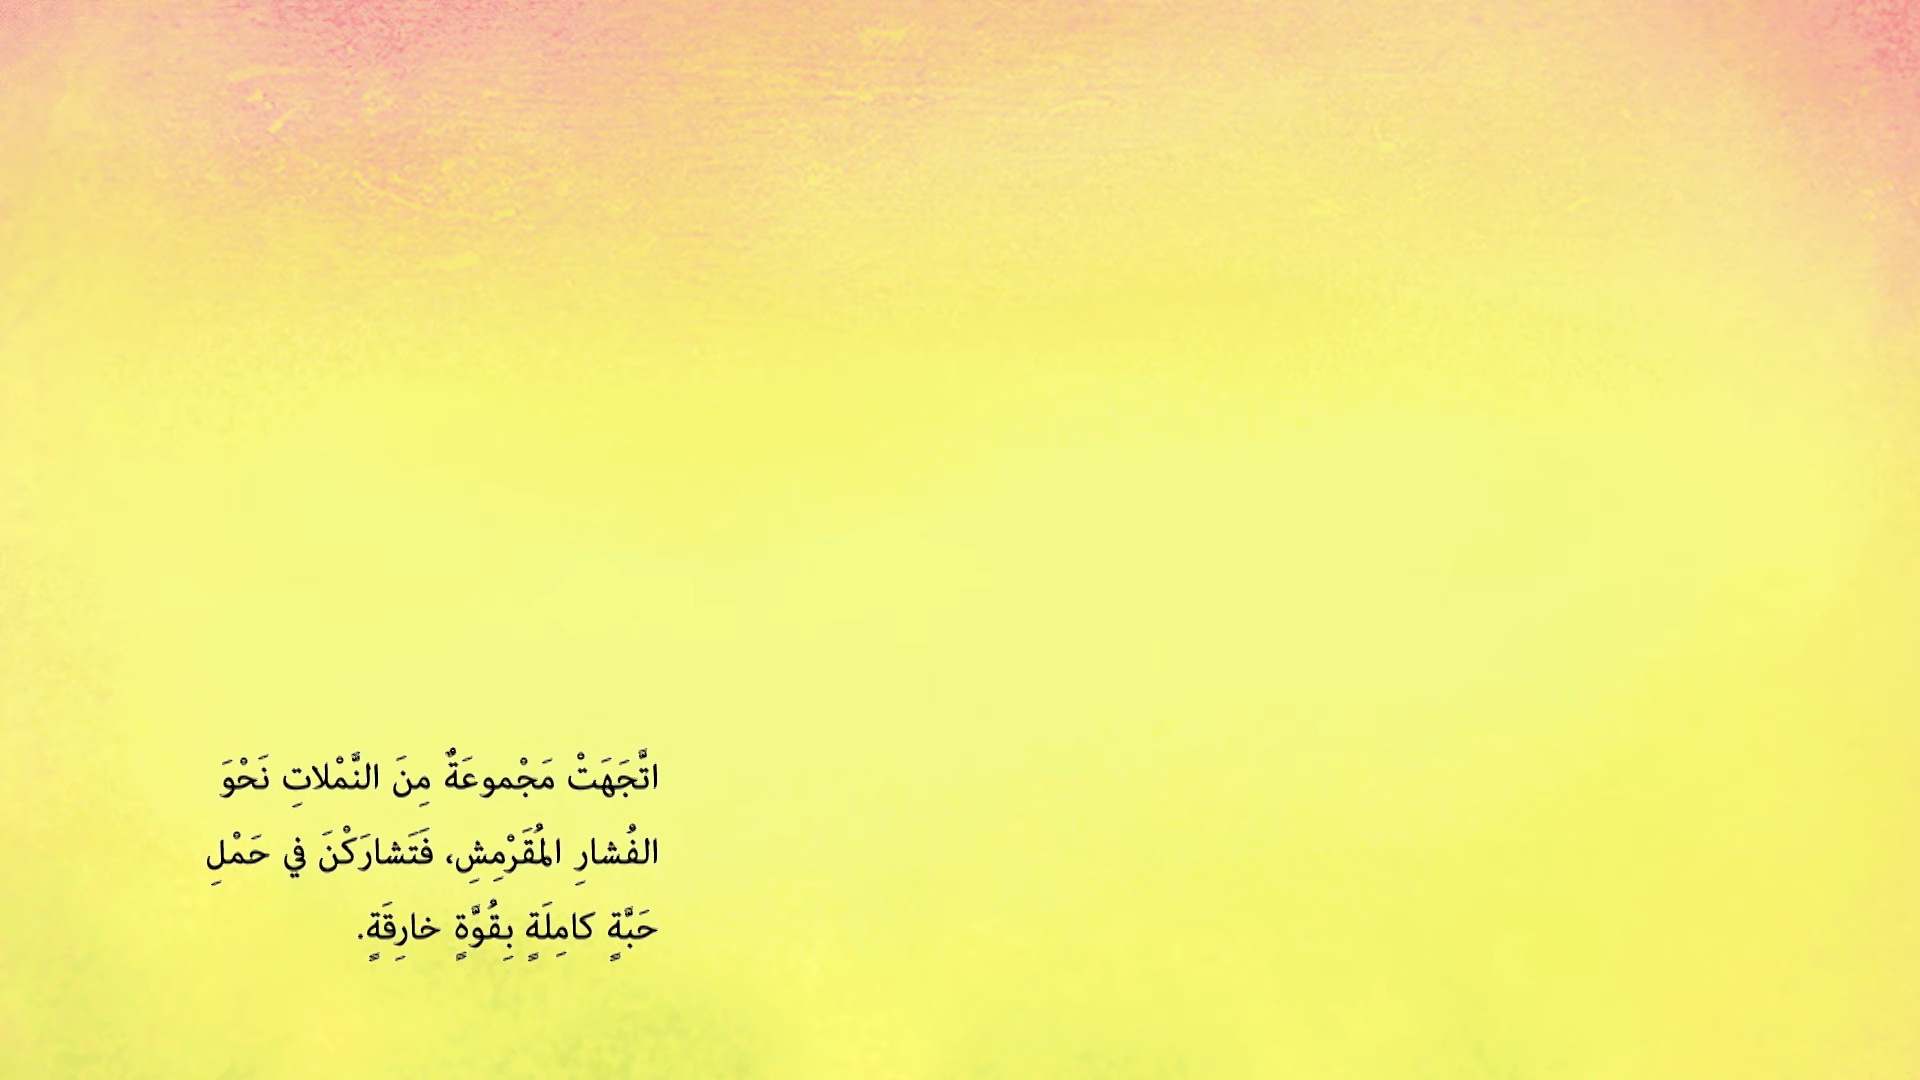 اتَّجَهَتْ مَجْموعَةٌ مِنَ النَّمْلاتِ نَحْوَ
الفُشارِ المُقَرْمِشِ، فَتَشارَكْنَ في حَمْلِ
حَبَّةٍ كامِلَةٍ بِقُوَّةٍ خارِقَةٍ.